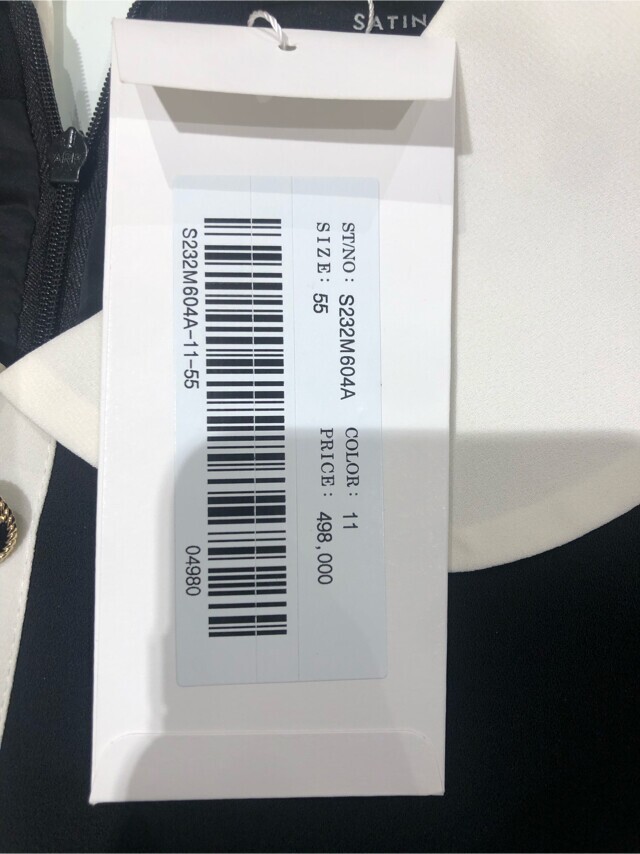 SATIN
ST/NO: S232M604A COLOR: 11
SIZE: 55 PRICE: 498,000
S232M604A-11-55 04980